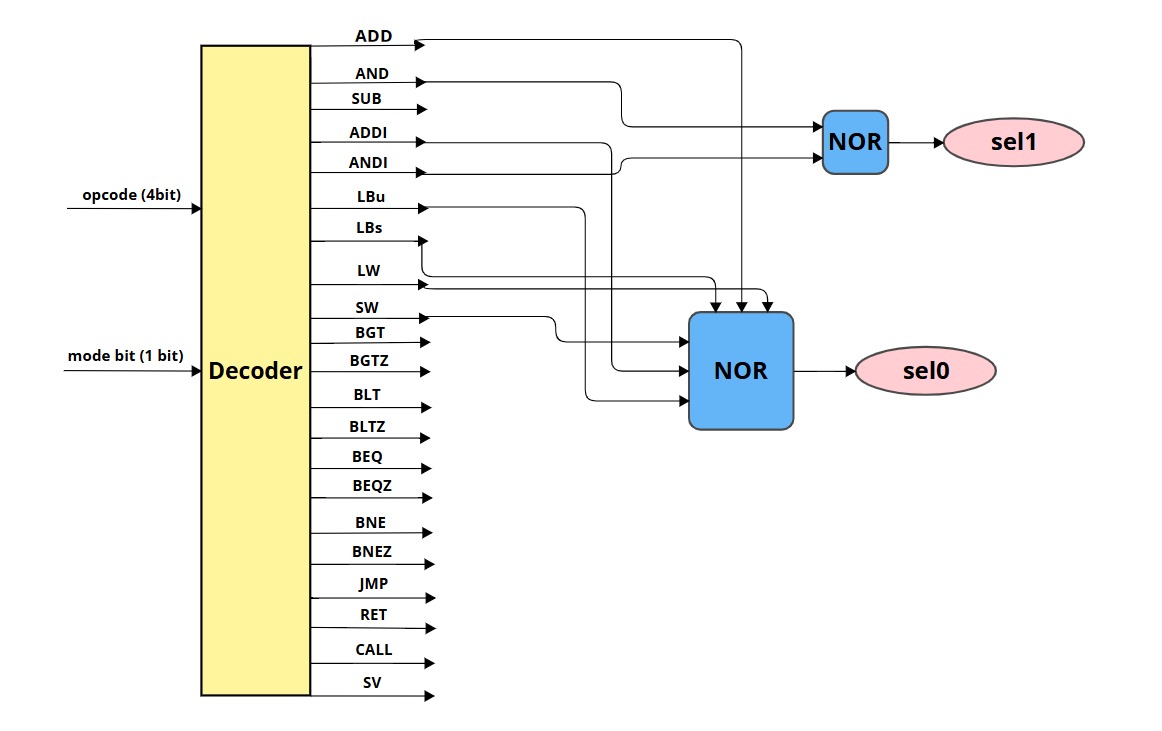 ADD
AND
SUB
ADDI
ANDI
LBu
LBs
LW
SW
BGT
BGTZ
BLT
BLTZ
BEQ
BEQZ
BNE
BNEZ
JMP
RET
CALL
SV
opcode (4bit)
mode bit (1 bit)
Decoder
NOR
sel1
NOR
sel0